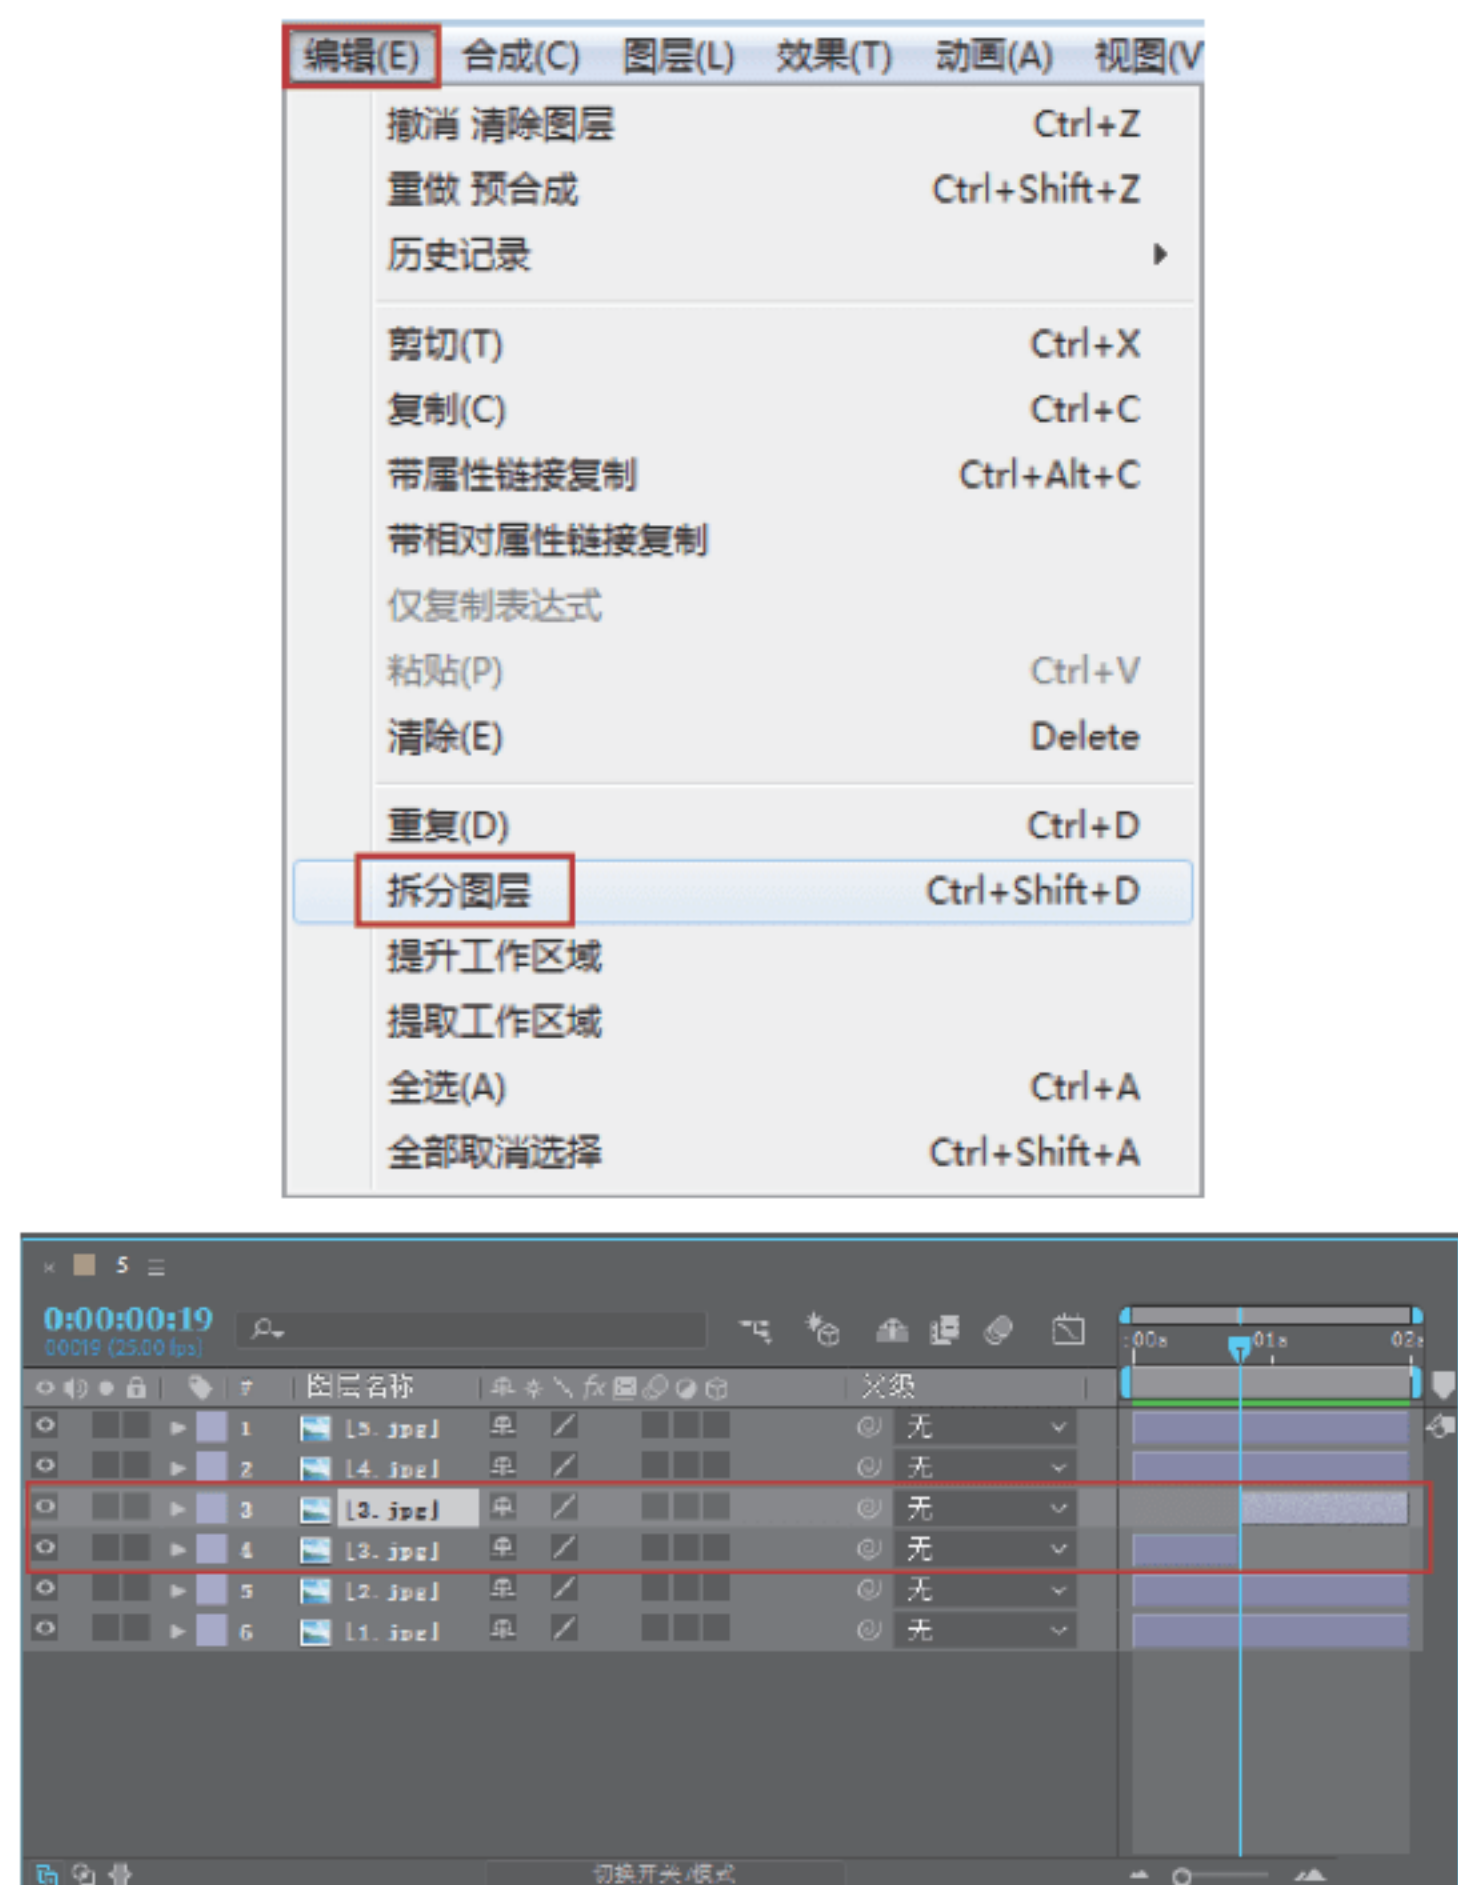 编辑(E) 合成(C) 图层(L) 效果(T) 动画(A) 视图(V
撤消 清除图层 Ctrl+Z
重做 预合成 Ctrl+Shift+Z
历史记录
剪切(T) Ctrl+X
复制(C) Ctrl+C
带属性链接复制 Ctrl+Alt+C
带相对属性链接复制
仅复制表达式
粘贴(P) Ctrl+V
清除(E) Delete
重复(D) Ctrl+D
拆分图层 Ctrl+Shift+D
提升工作区域
提取工作区域
全选(A) Ctrl+A
全部取消选择 Ctrl+Shift+A
5
0:00:00:19
00019 (25.00 fps)
:00s 01s 02s
# 图层名称 fx 父级
1 [5.jpg] 无
2 [4.jpg] 无
3 [3.jpg] 无
4 [3.jpg] 无
5 [2.jpg] 无
6 [1.jpg] 无
切换开关/模式